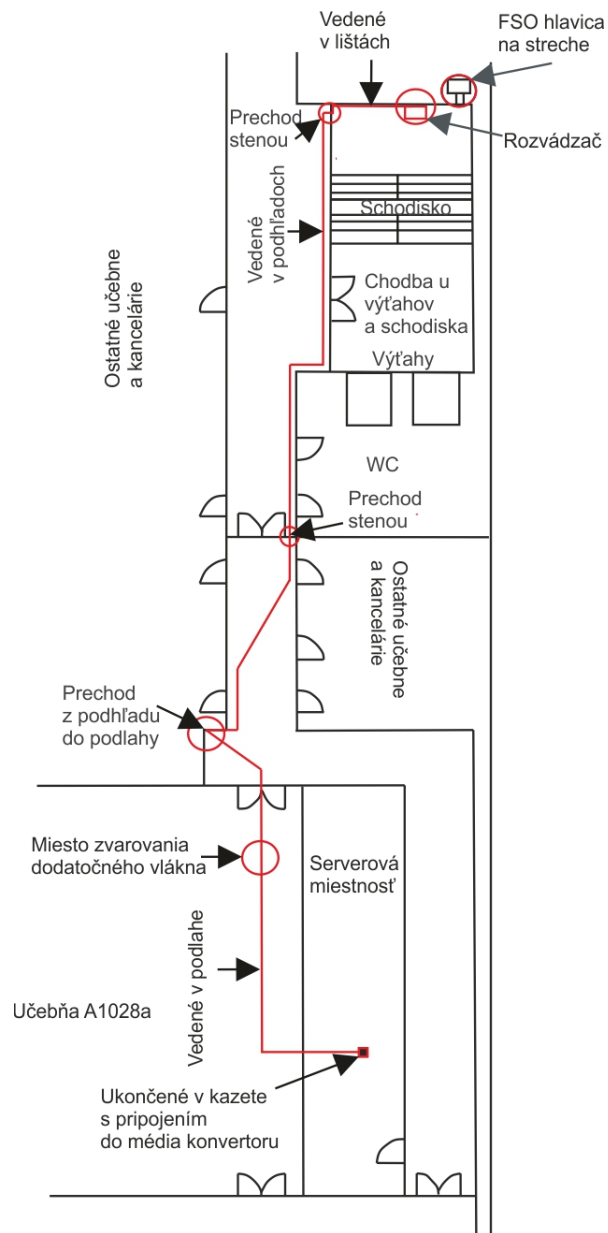 Vedené
v lištách
FSO hlavica
na streche
Prechod
stenou
Rozvádzač
Schodisko
Vedené
v podhľadoch
Chodba u
výťahov
a schodiska
Ostatné učebne
a kancelárie
Výťahy
WC
Prechod
stenou
Ostatné učebne
a kancelárie
Prechod
z podhľadu
do podlahy
Miesto zvarovania
dodatočného vlákna
Serverová
miestnosť
Vedené v podlahe
Učebňa A1028a
Ukončené v kazete
s pripojením
do média konvertoru